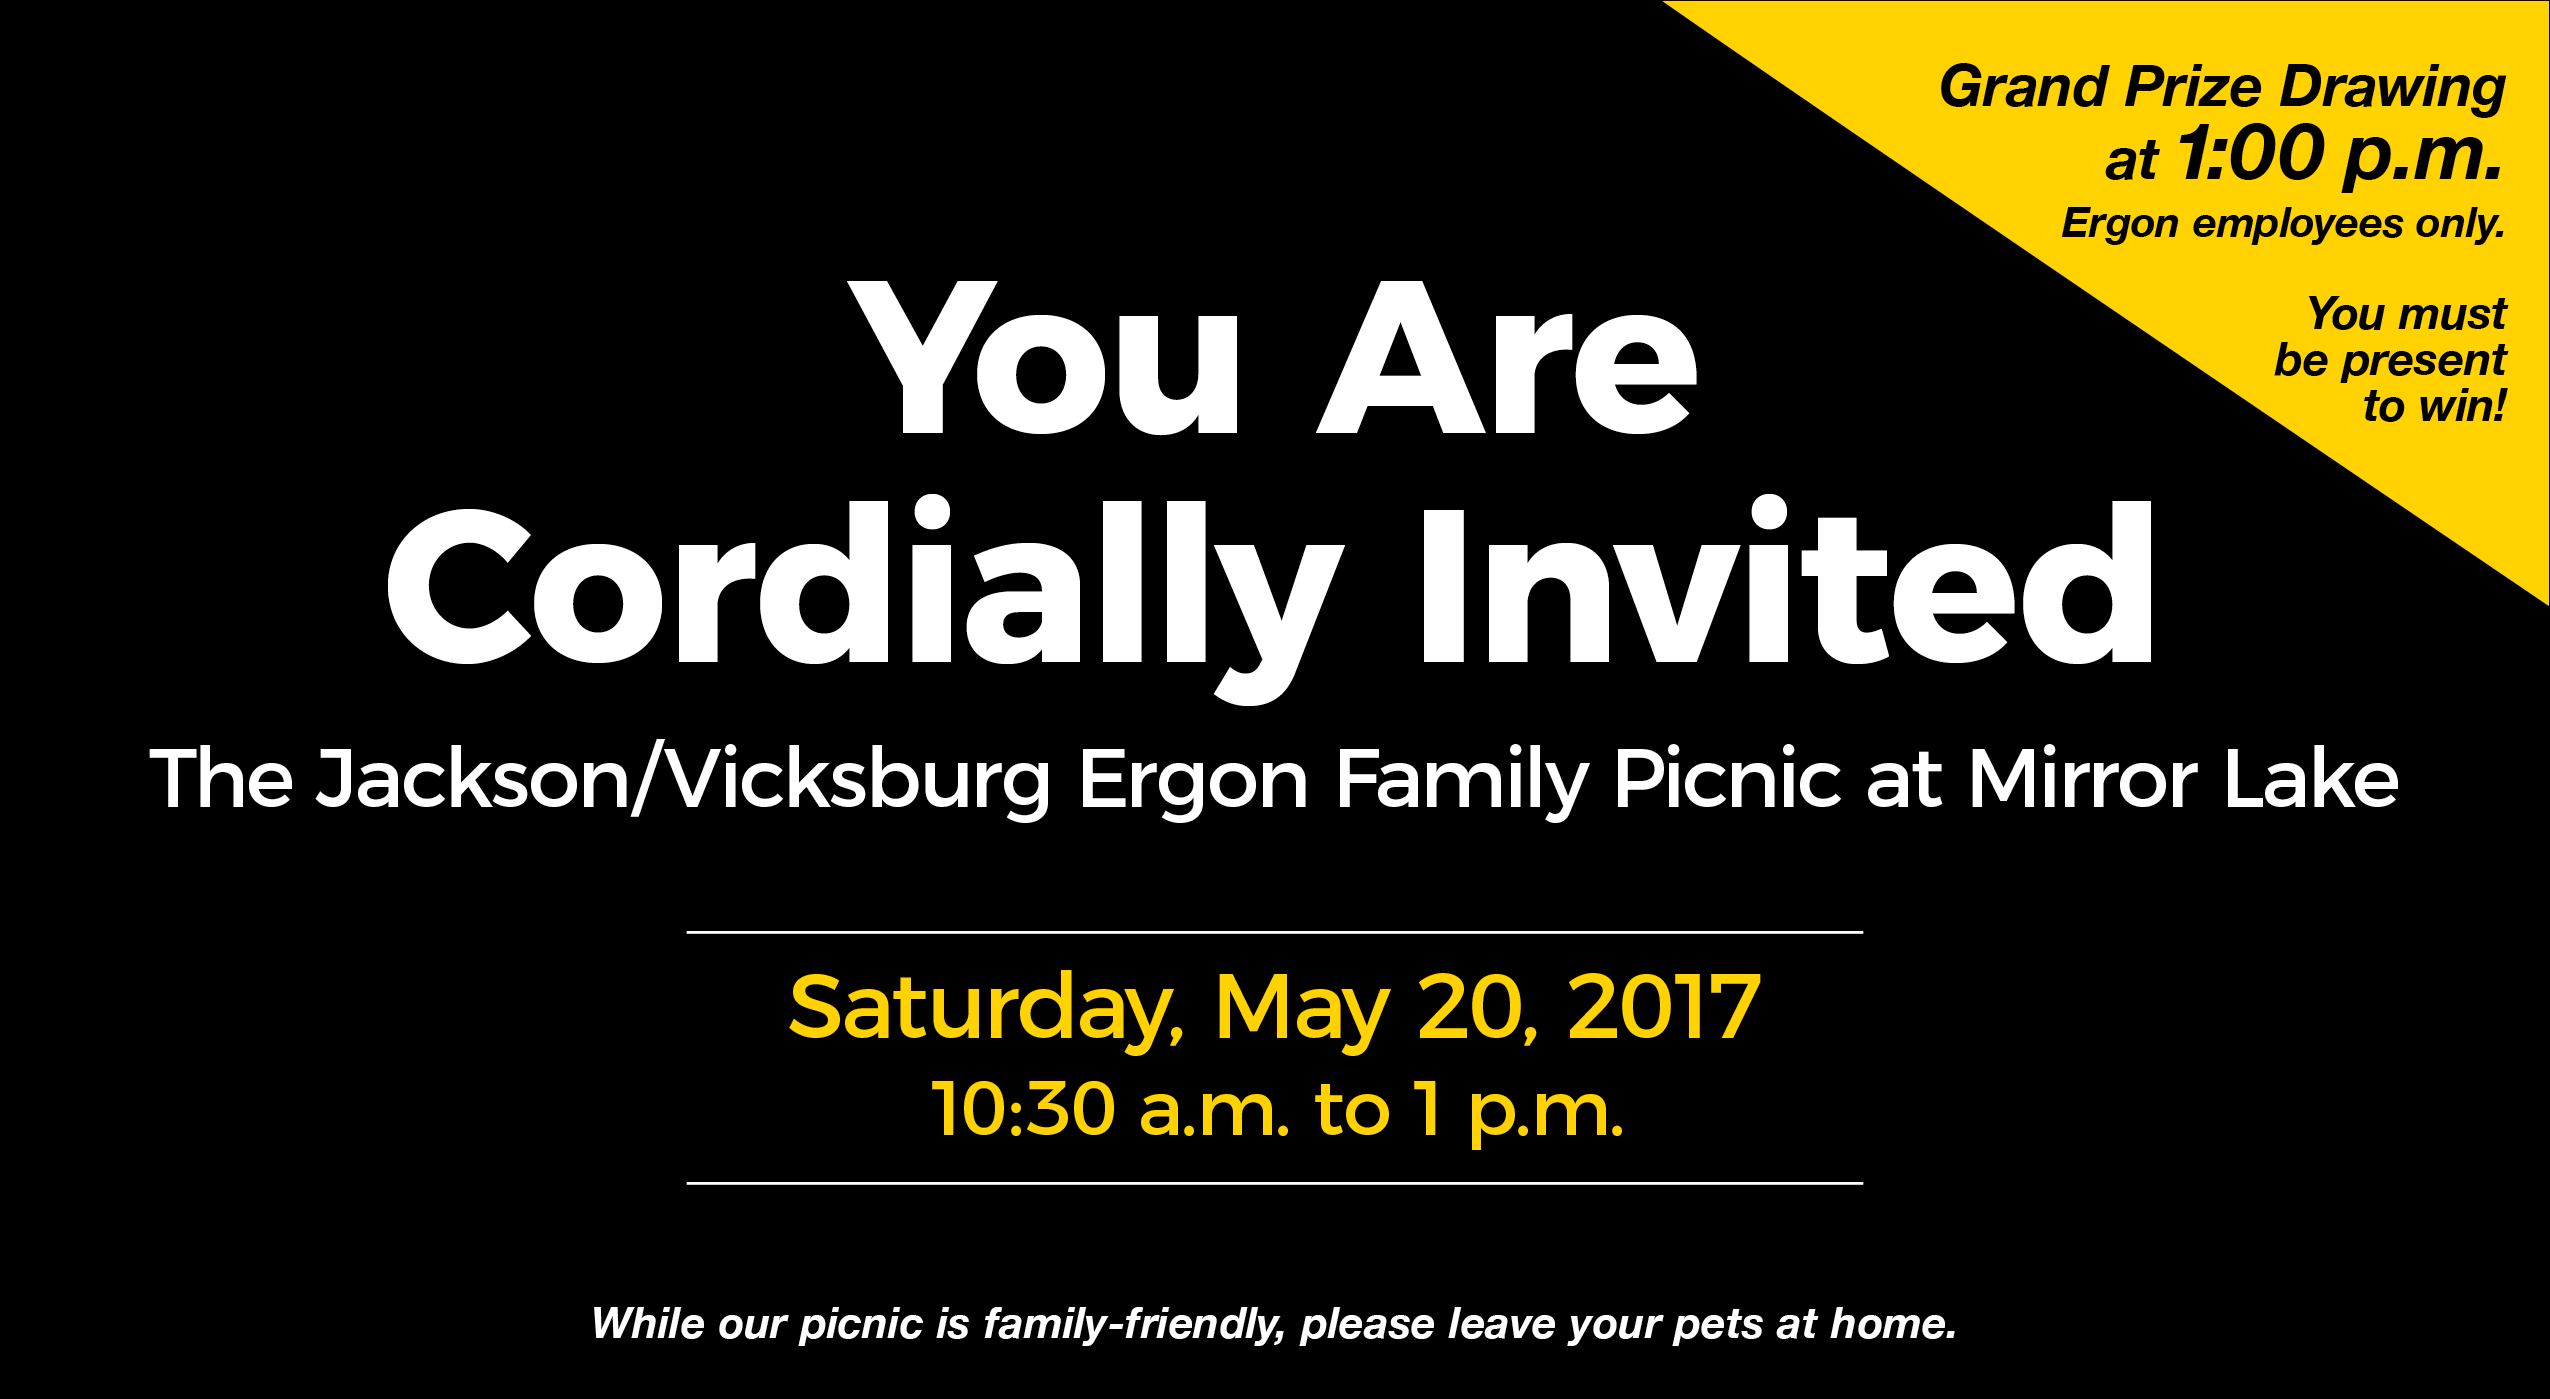 Grand Prize Drawing
at 1:00 p.m.
Ergon employees only.
You must
be present
to win!
You Are
Cordially Invited
The Jackson/Vicksburg Ergon Family Picnic at Mirror Lake
Saturday, May 20, 2017
10:30 a.m. to 1 p.m.
While our picnic is family-friendly, please leave your pets at home.